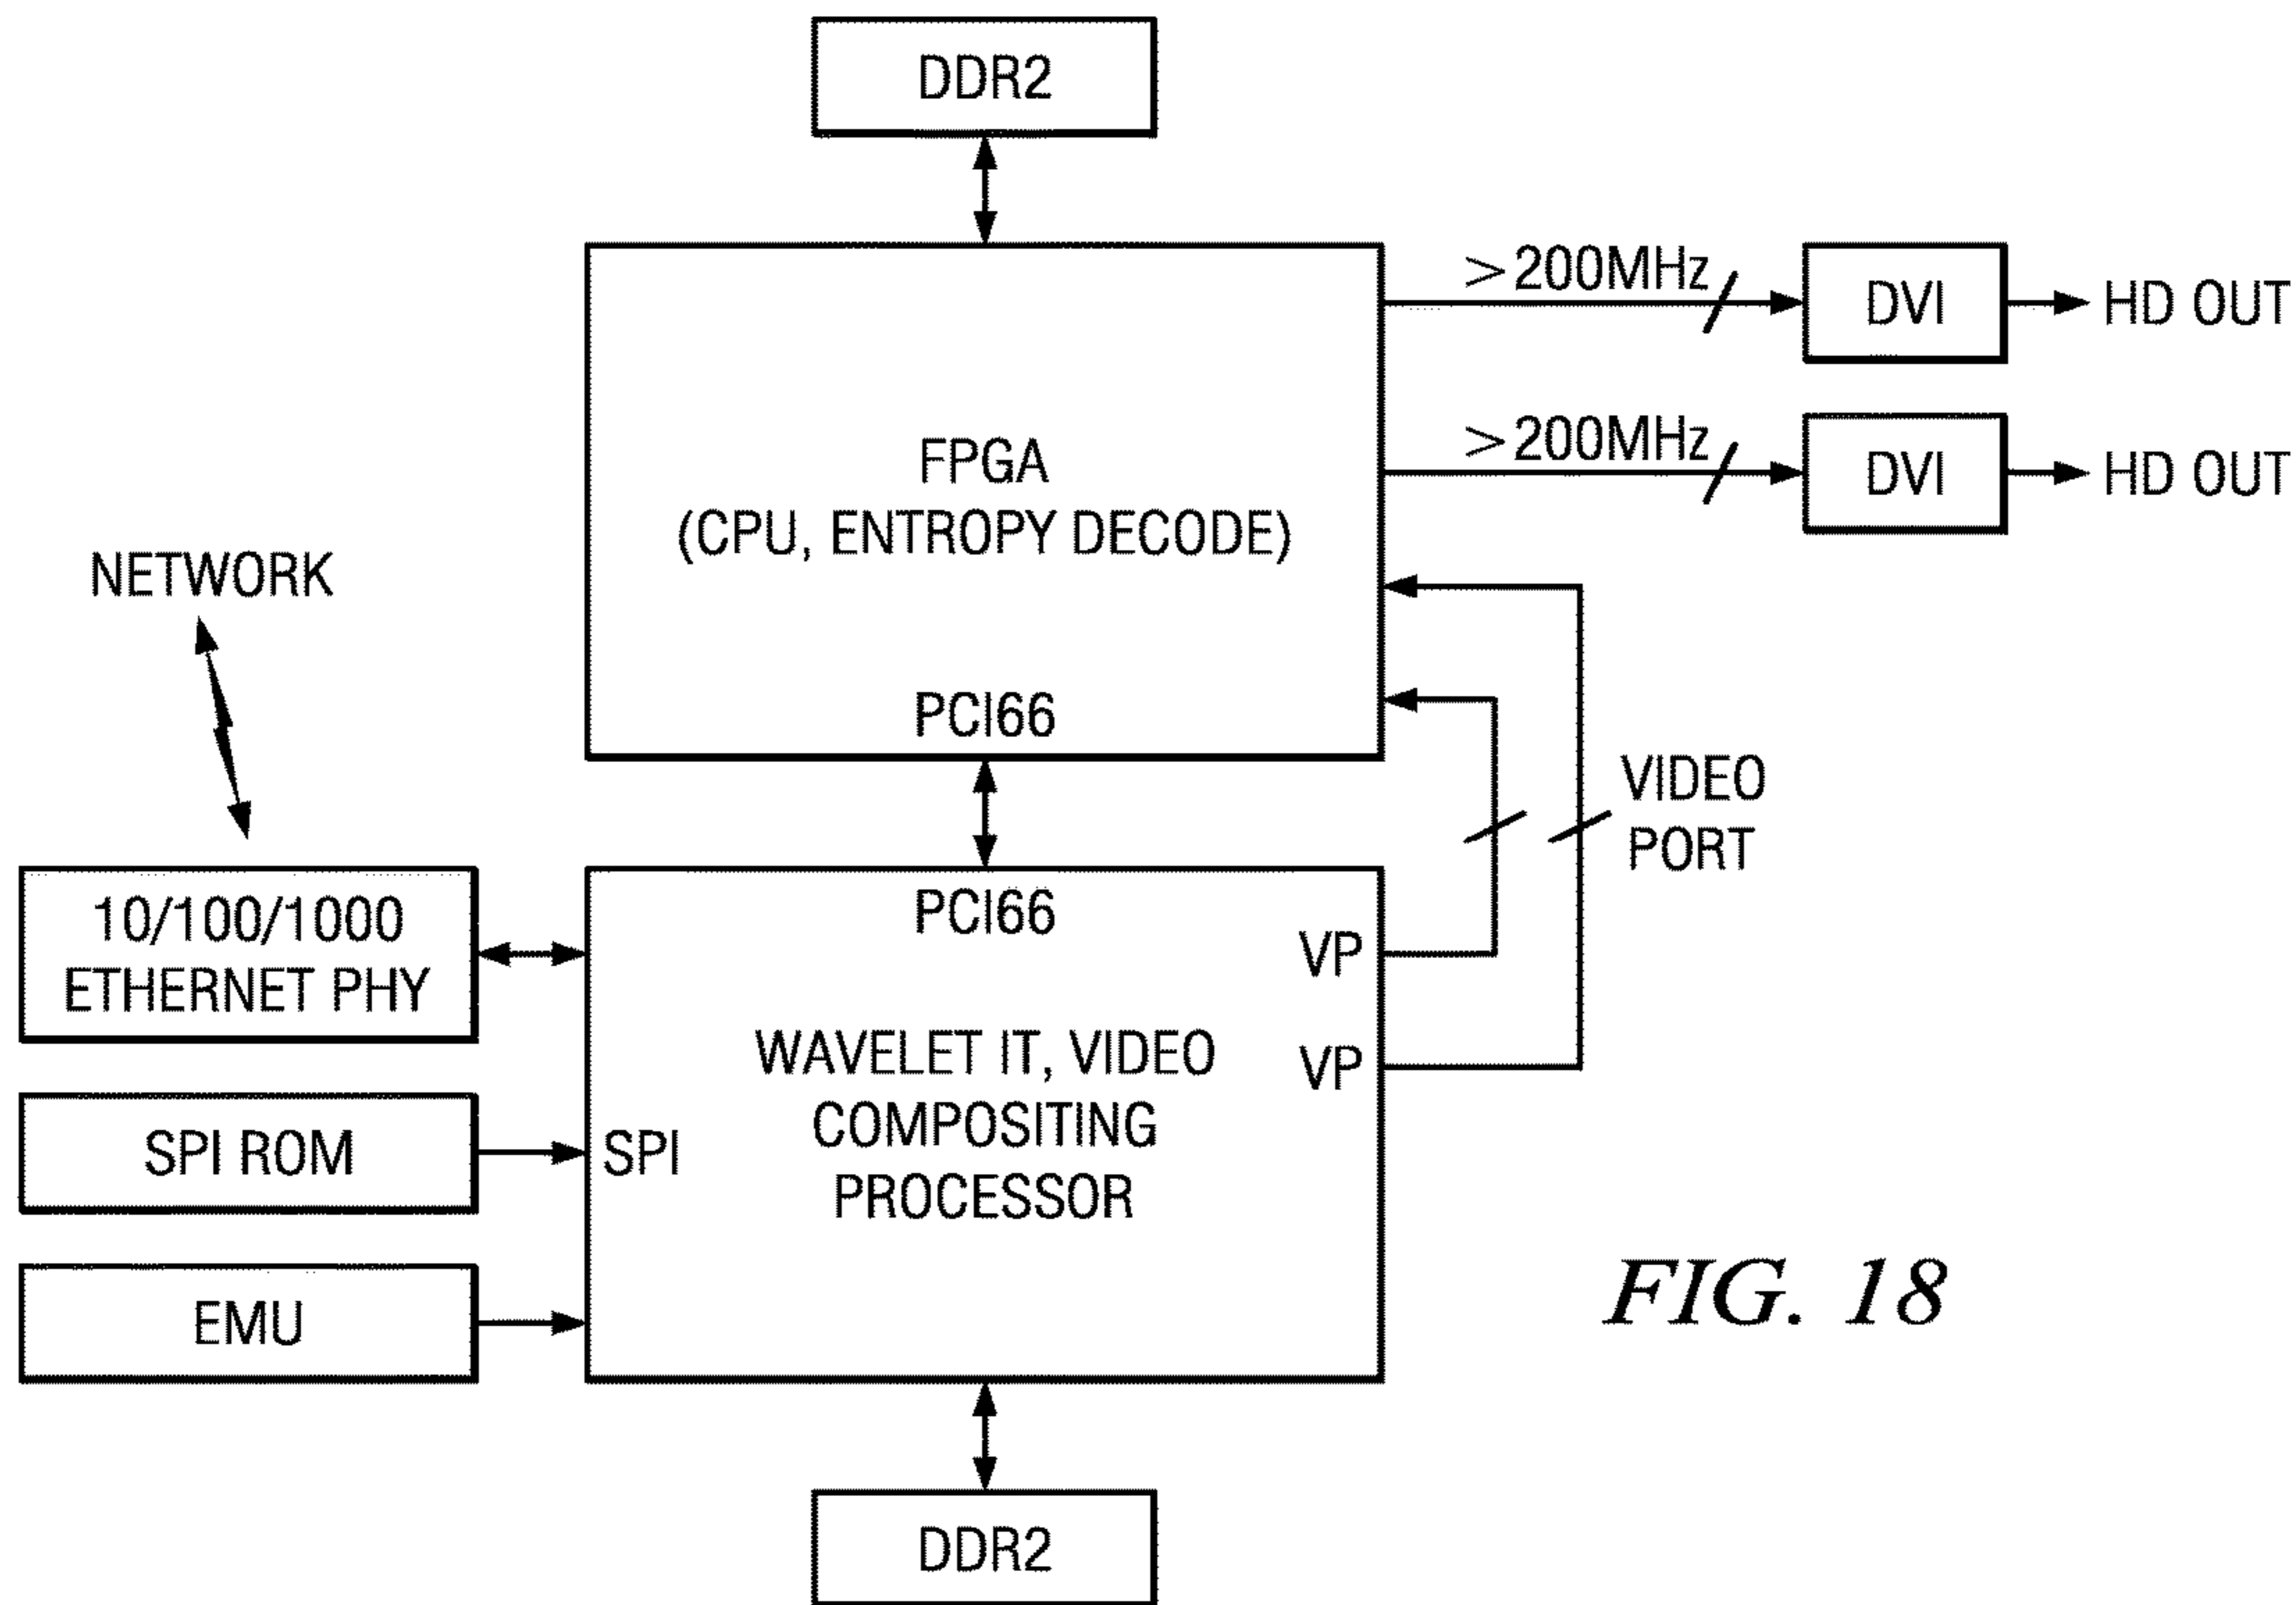 DDR2
>200MHz
DVI
HD OUT
>200MHz
DVI
HD OUT
FPGA
(CPU, ENTROPY DECODE)
PCI66
NETWORK
VIDEO
PORT
10/100/1000
ETHERNET PHY
PCI66
VP
VP
WAVELET IT, VIDEO
COMPOSITING
PROCESSOR
SPI ROM
SPI
EMU
DDR2
FIG. 18